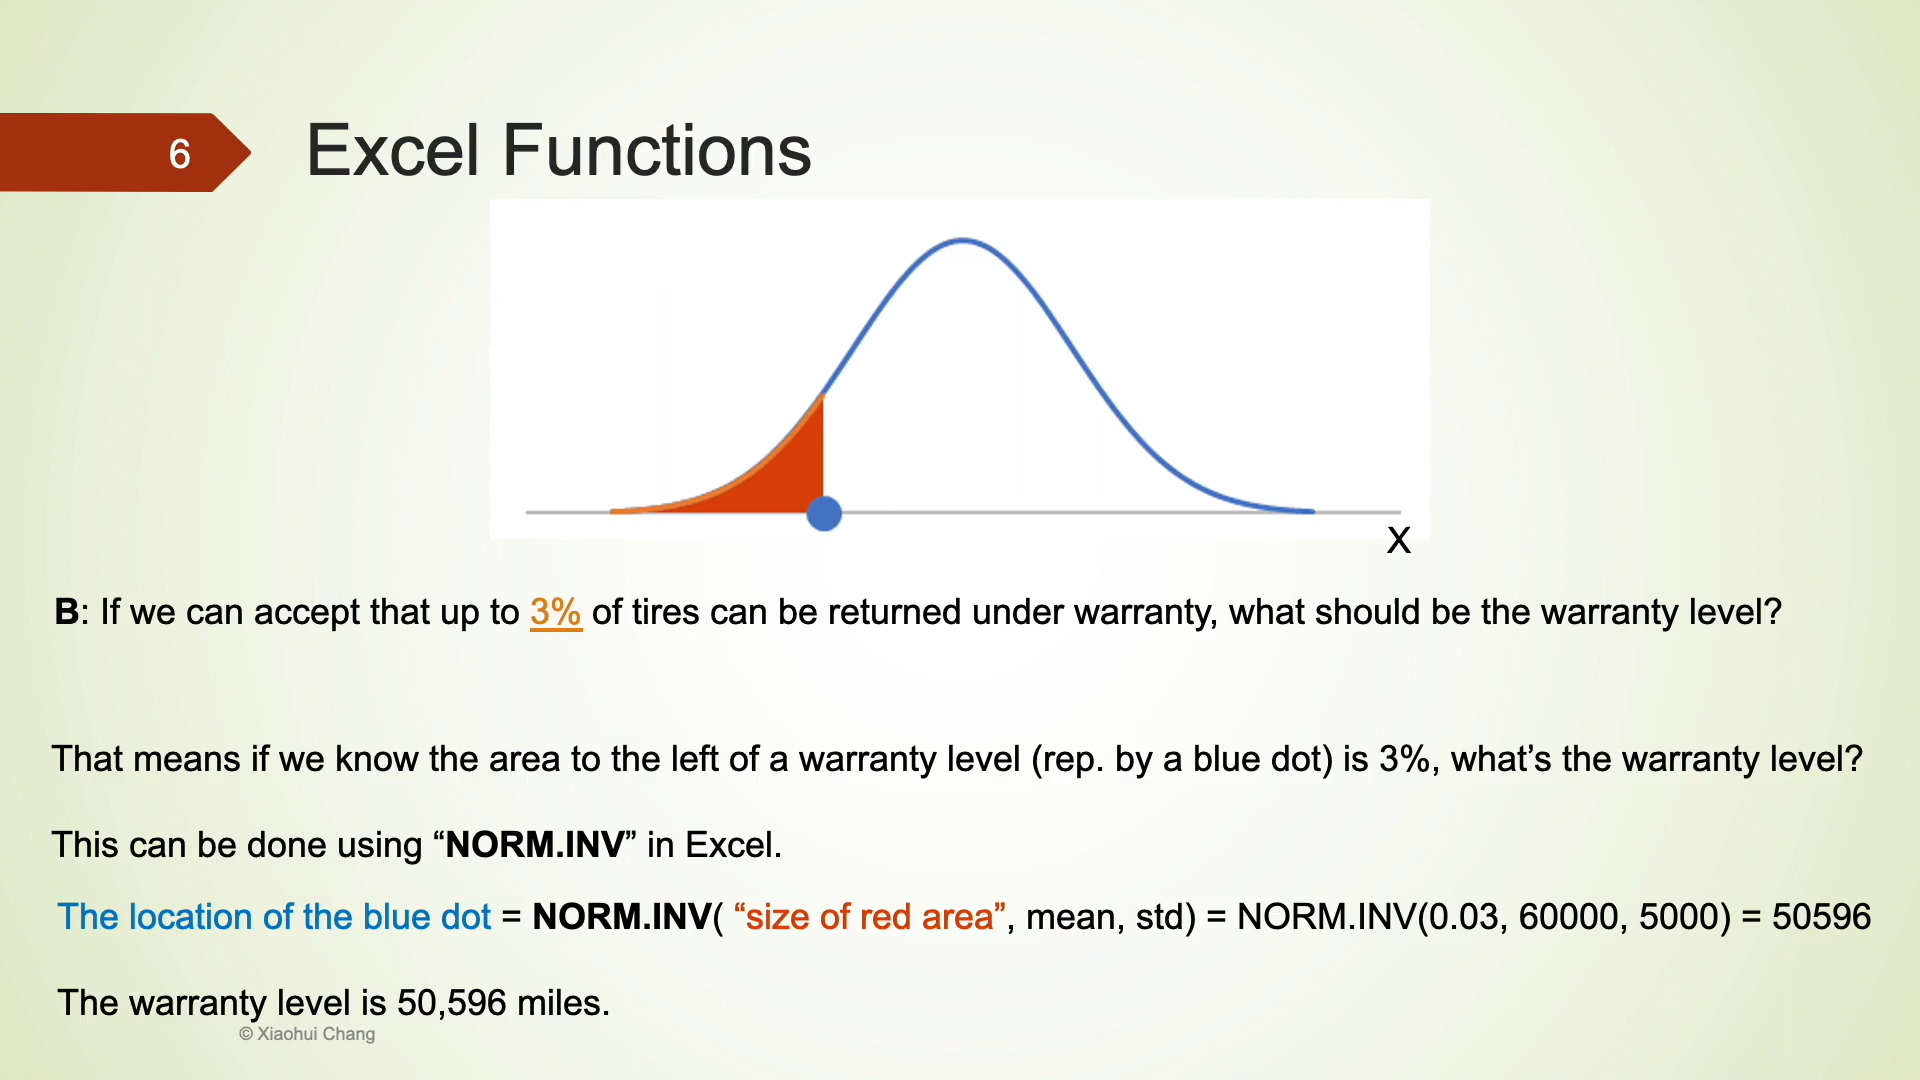 6
Excel Functions
X
B: If we can accept that up to 3% of tires can be returned under warranty, what should be the warranty level?
That means if we know the area to the left of a warranty level (rep. by a blue dot) is 3%, what’s the warranty level?
This can be done using “NORM.INV” in Excel.
The location of the blue dot = NORM.INV( “size of red area”, mean, std) = NORM.INV(0.03, 60000, 5000) = 50596
The warranty level is 50,596 miles.
© Xiaohui Chang